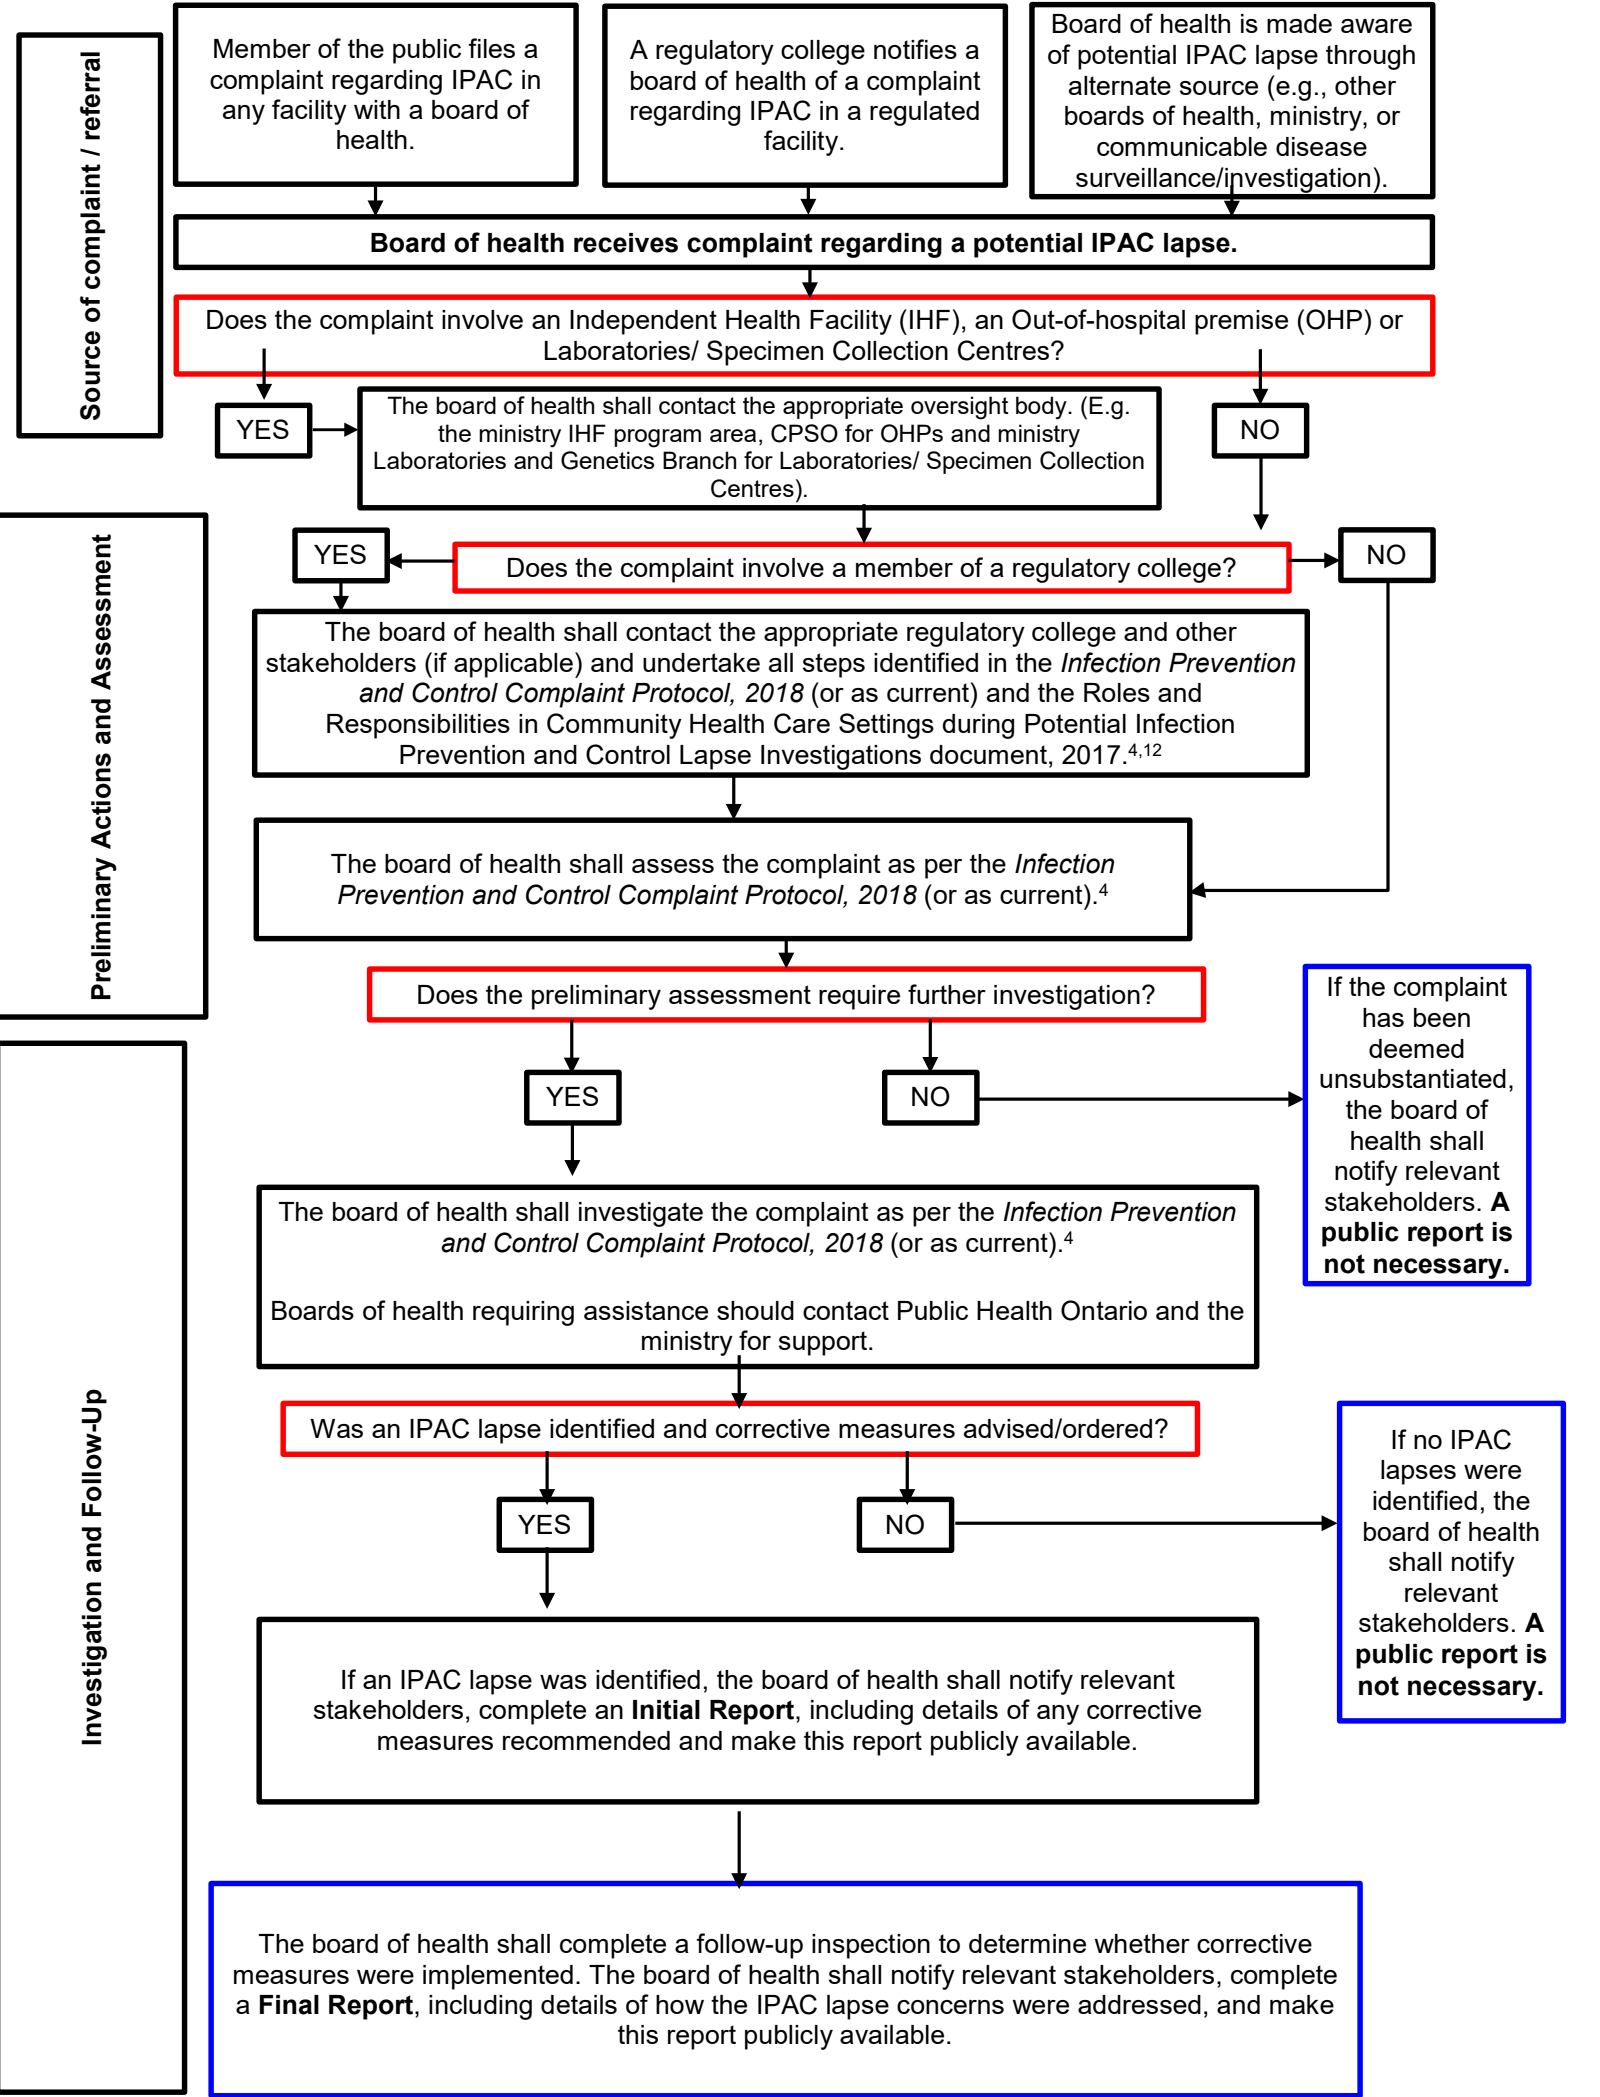 Source of complaint / referral
Member of the public files a
complaint regarding IPAC in
any facility with a board of
health.
A regulatory college notifies a
board of health of a complaint
regarding IPAC in a regulated
facility.
Board of health is made aware
of potential IPAC lapse through
alternate source (e.g., other
boards of health, ministry, or
communicable disease
surveillance/investigation).
Board of health receives complaint regarding a potential IPAC lapse.
Does the complaint involve an Independent Health Facility (IHF), an Out-of-hospital premise (OHP) or
Laboratories/ Specimen Collection Centres?
YES
The board of health shall contact the appropriate oversight body. (E.g.
the ministry IHF program area, CPSO for OHPs and ministry
Laboratories and Genetics Branch for Laboratories/ Specimen Collection
Centres).
NO
Preliminary Actions and Assessment
YES
Does the complaint involve a member of a regulatory college?
NO
The board of health shall contact the appropriate regulatory college and other
stakeholders (if applicable) and undertake all steps identified in the Infection Prevention
and Control Complaint Protocol, 2018 (or as current) and the Roles and
Responsibilities in Community Health Care Settings during Potential Infection
Prevention and Control Lapse Investigations document, 2017.4,12
The board of health shall assess the complaint as per the Infection
Prevention and Control Complaint Protocol, 2018 (or as current).4
Does the preliminary assessment require further investigation?
YES
NO
If the complaint
has been
deemed
unsubstantiated,
the board of
health shall
notify relevant
stakeholders. A
public report is
not necessary.
Investigation and Follow-Up
The board of health shall investigate the complaint as per the Infection Prevention
and Control Complaint Protocol, 2018 (or as current).4
Boards of health requiring assistance should contact Public Health Ontario and the
ministry for support.
Was an IPAC lapse identified and corrective measures advised/ordered?
YES
NO
If no IPAC
lapses were
identified, the
board of health
shall notify
relevant
stakeholders. A
public report is
not necessary.
If an IPAC lapse was identified, the board of health shall notify relevant
stakeholders, complete an Initial Report, including details of any corrective
measures recommended and make this report publicly available.
The board of health shall complete a follow-up inspection to determine whether corrective
measures were implemented. The board of health shall notify relevant stakeholders, complete
a Final Report, including details of how the IPAC lapse concerns were addressed, and make
this report publicly available.